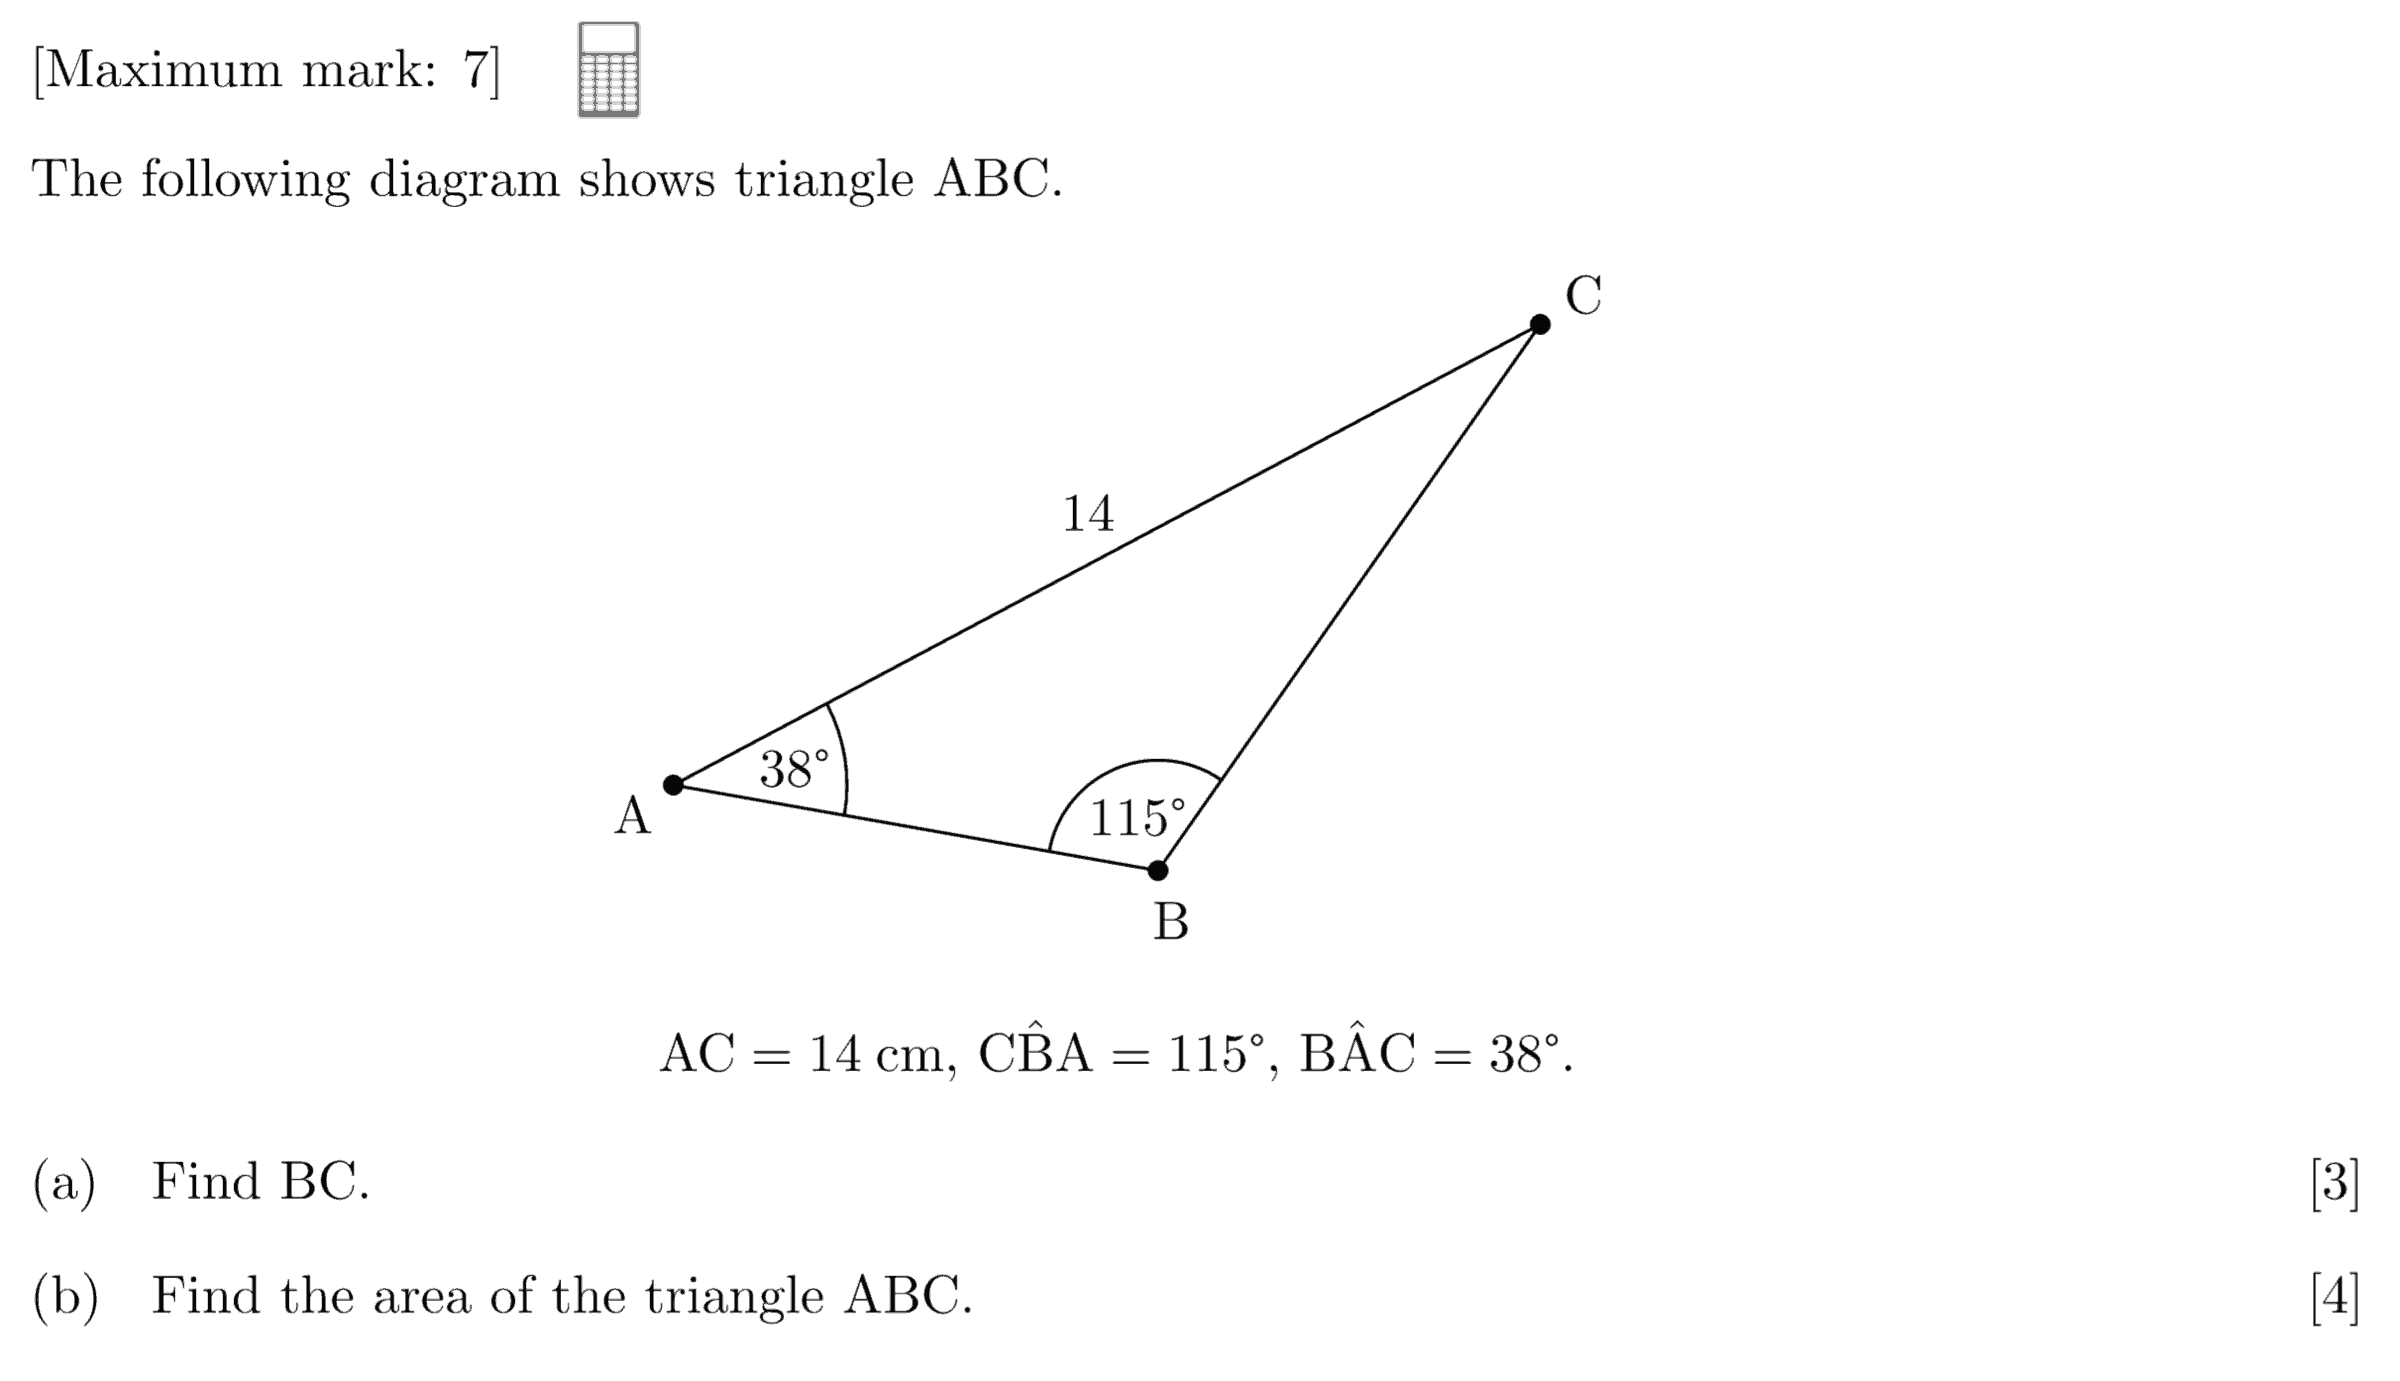 [Maximum mark: 7]
The following diagram shows triangle ABC.
C
14
38°
A
115°
B
AC = 14 cm, CB̂A = 115°, BÂC = 38°.
(a) Find BC. [3]
(b) Find the area of the triangle ABC. [4]